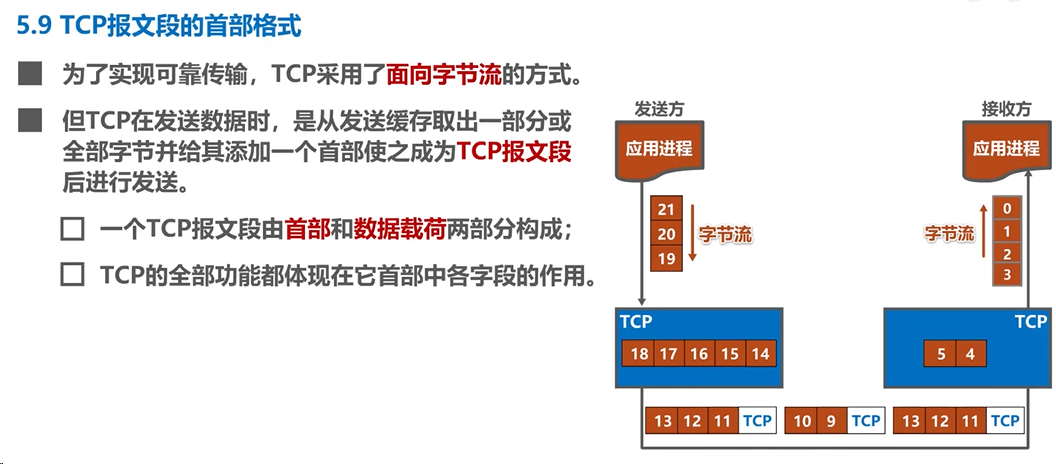 5.9 TCP报文段的首部格式
为了实现可靠传输，TCP采用了面向字节流的方式。
但TCP在发送数据时，是从发送缓存取出一部分或
全部字节并给其添加一个首部使之成为TCP报文段
后进行发送。
一个TCP报文段由首部和数据载荷两部分构成；
TCP的全部功能都体现在它首部中各字段的作用。
发送方
应用进程
21
20
19
字节流
TCP
18 17 16 15 14
接收方
应用进程
0
1
2
3
字节流
TCP
5 4
13 12 11 TCP
10 9 TCP
13 12 11 TCP